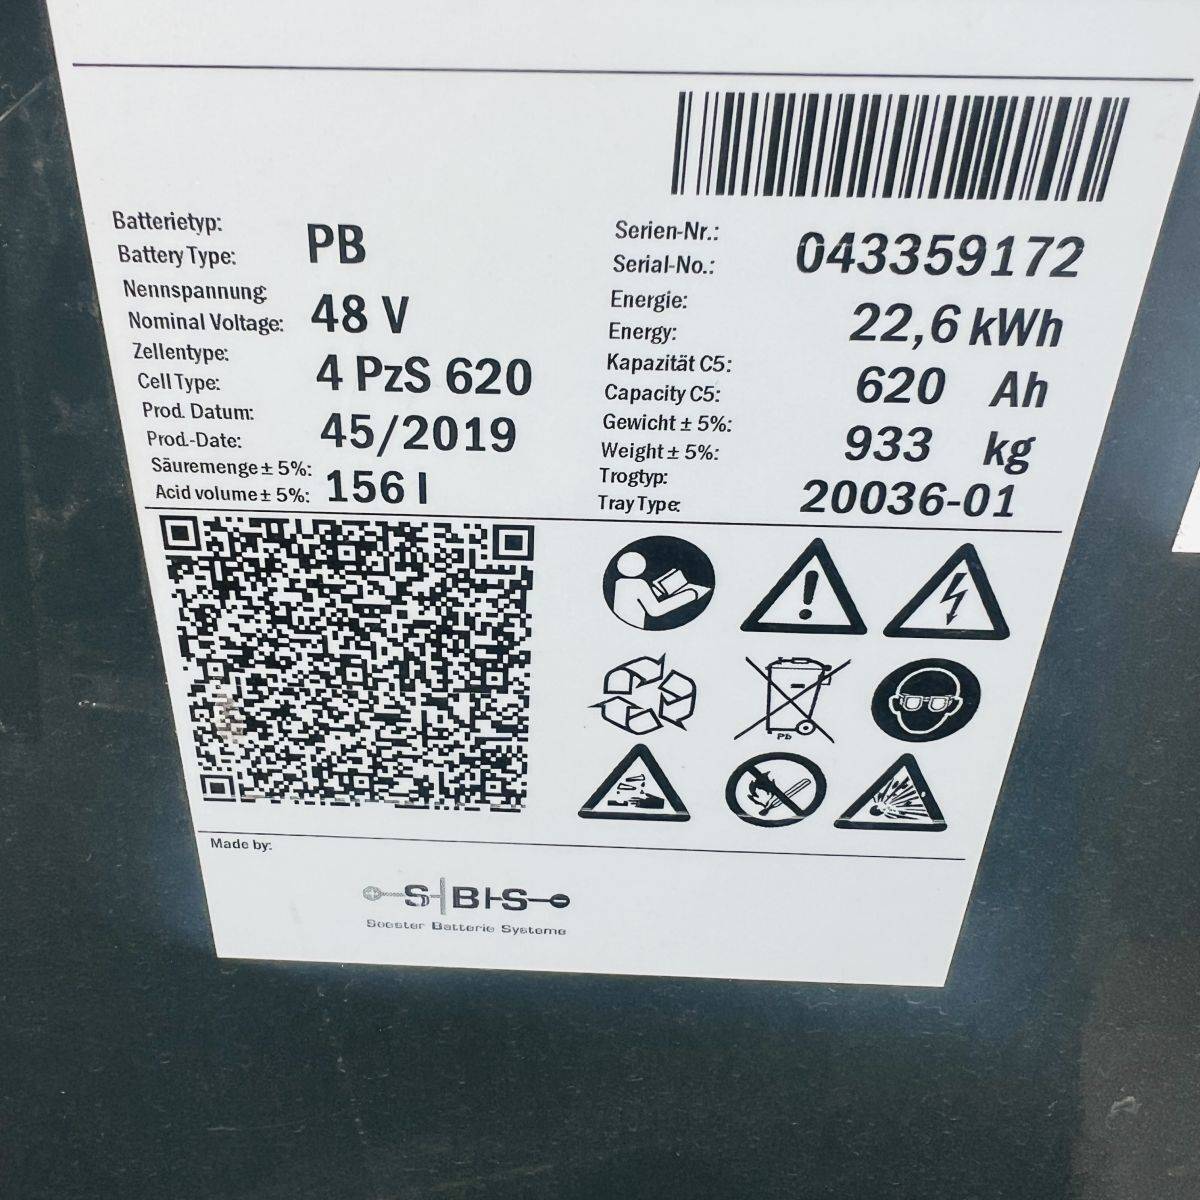 Batterietyp:
Battery Type:
PB
Nennspannung:
Nominal Voltage:
48 V
Zellentype:
Cell Type:
4 PzS 620
Prod. Datum:
Prod.-Date:
45/2019
Säuremenge ± 5%:
Acid volume ± 5%:
156 l
Serien-Nr.:
Serial-No.:
043359172
Energie:
Energy:
22,6 kWh
Kapazität C5:
Capacity C5:
620 Ah
Gewicht ± 5%:
Weight ± 5%:
933 kg
Trogtyp:
Tray Type:
20036-01
Pb
Made by:
S BI-S
Soester Batterie Systeme